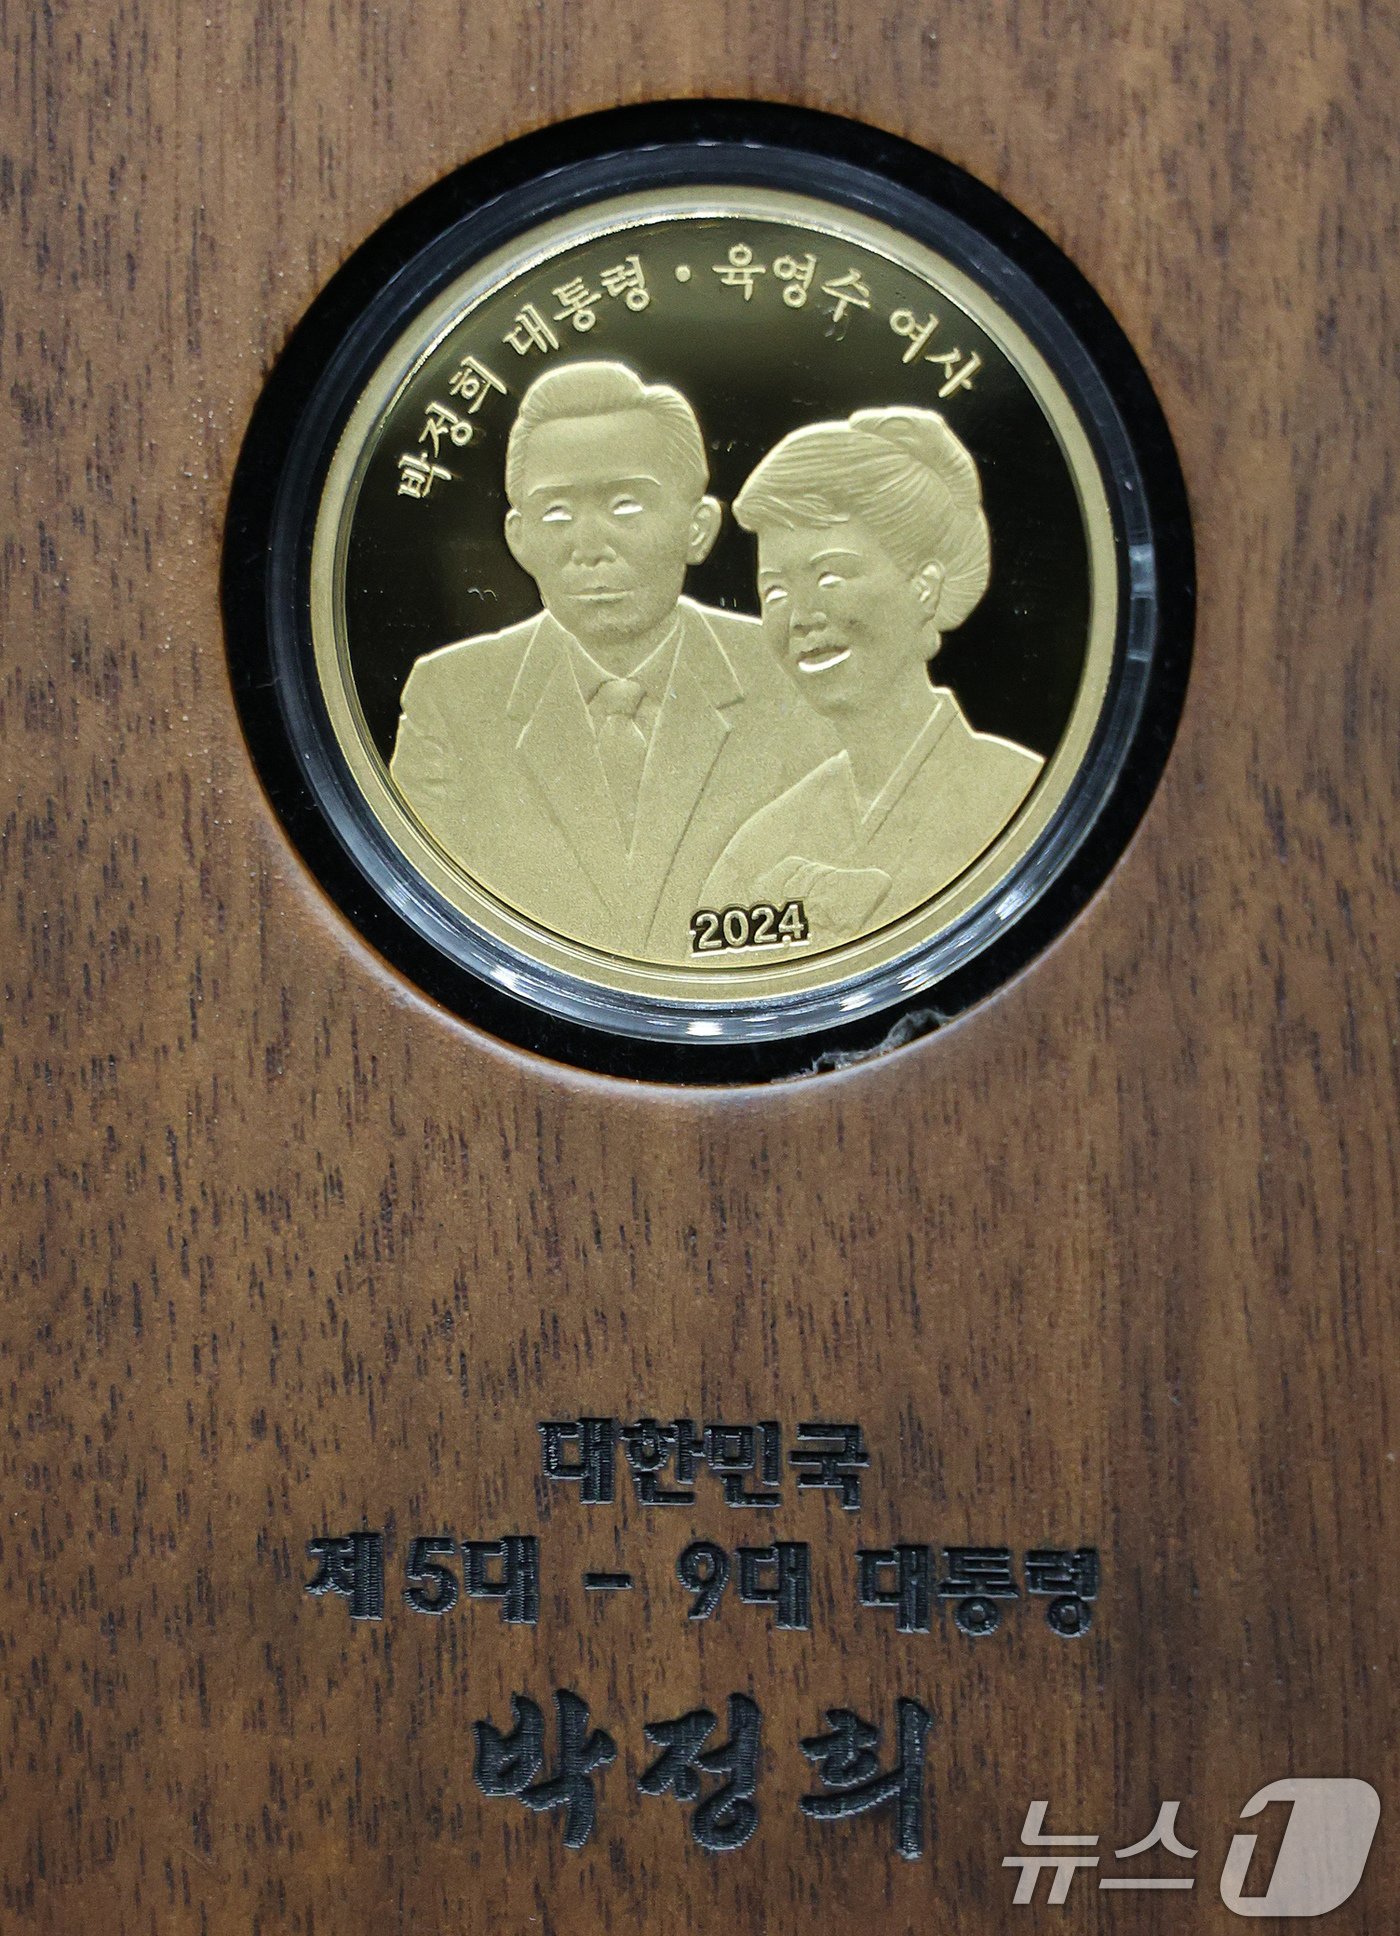 박정희 대통령 · 육영수 여사
2024
대한민국
제5대 - 9대 대통령
박정희
뉴스1